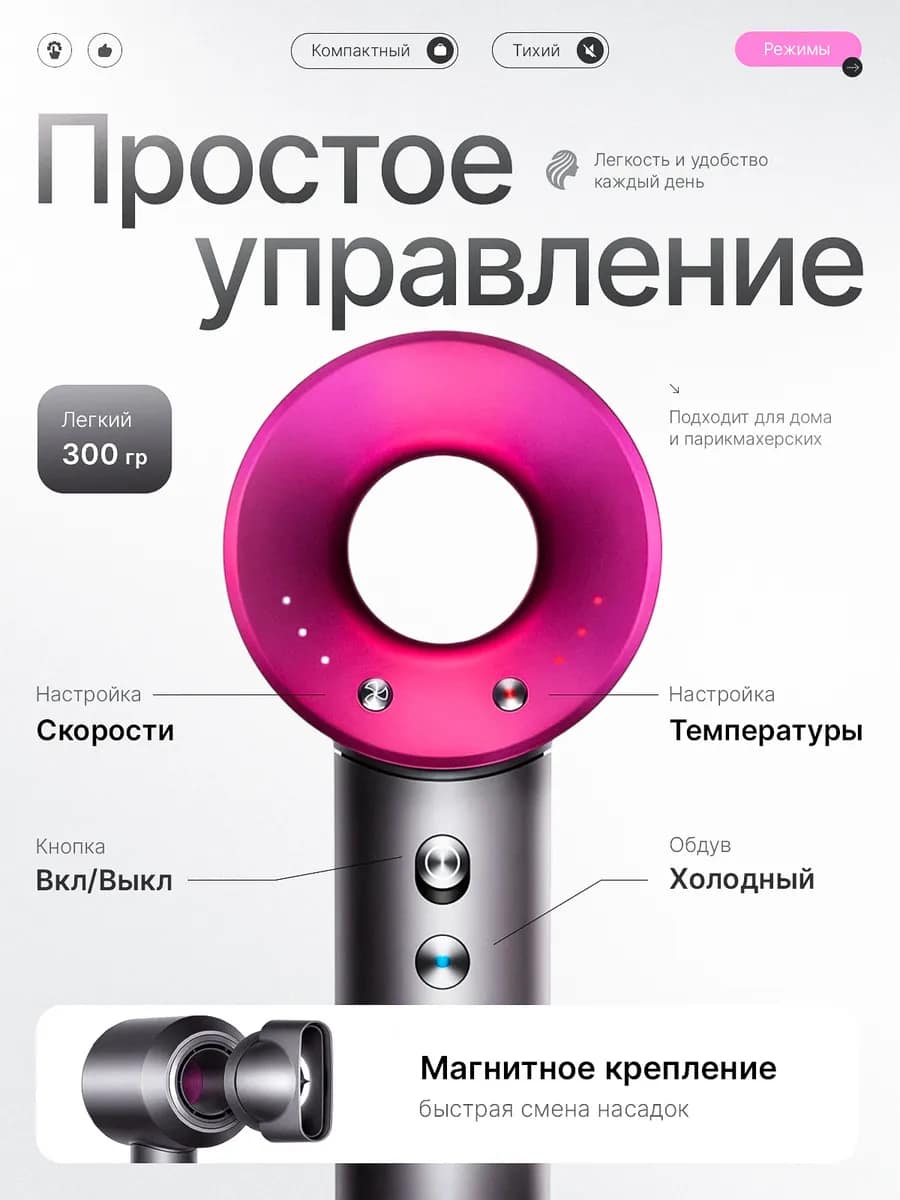 Компактный
Тихий
Режимы
Простое
управление
Легкость и удобство
каждый день
Легкий
300 гр
Подходит для дома
и парикмахерских
Настройка
Скорости
Настройка
Температуры
Кнопка
Вкл/Выкл
Обдув
Холодный
Магнитное крепление
быстрая смена насадок